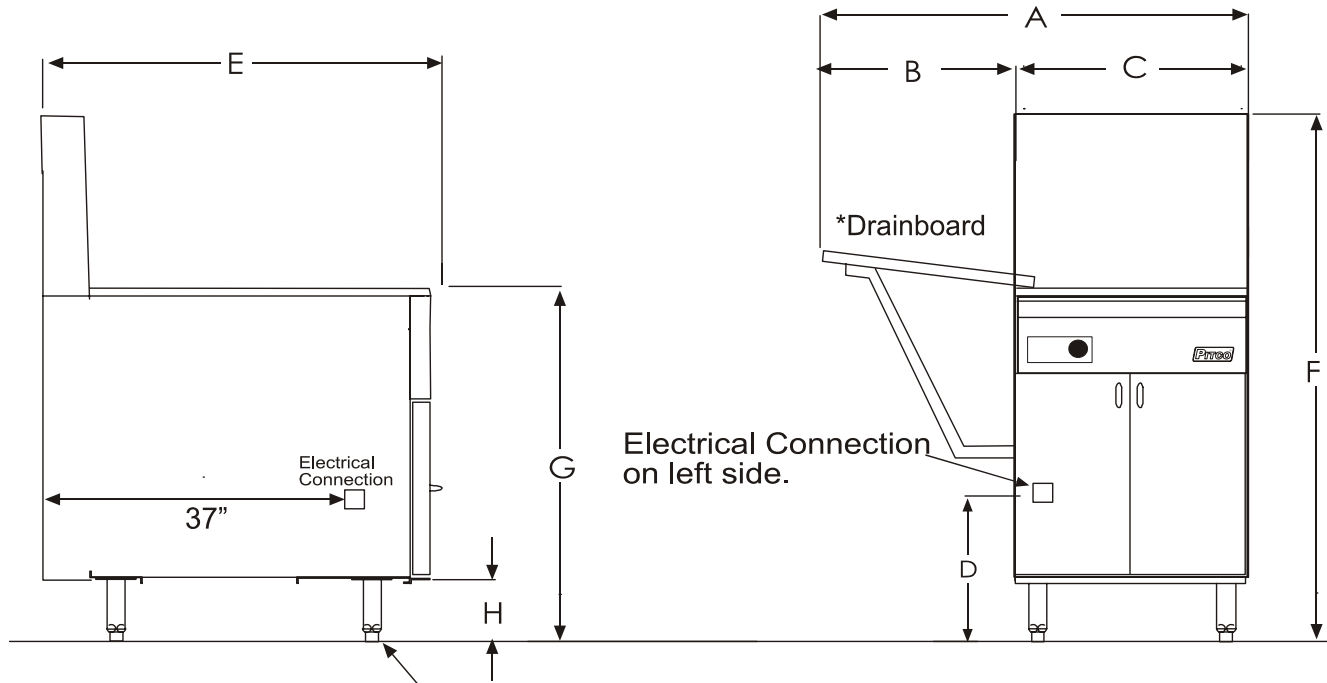 A
E
B
C
*Drainboard
PITCO
F
Electrical Connection
on left side.
Electrical
Connection
G
37”
D
H